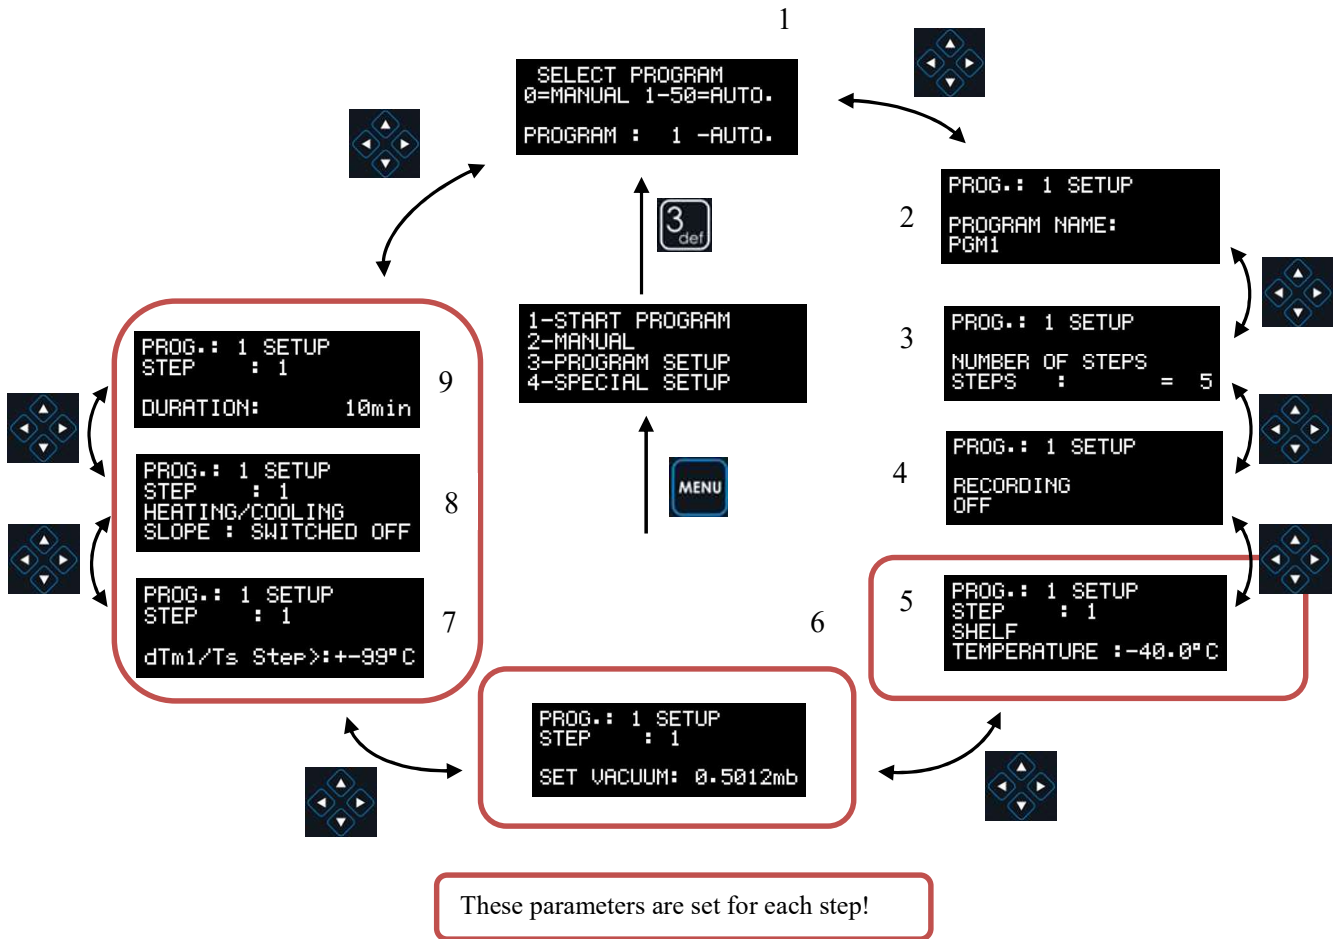 1
SELECT PROGRAM
0=MANUAL 1-50=AUTO.
PROGRAM : 1 -AUTO.
3
def
1-START PROGRAM
2-MANUAL
3-PROGRAM SETUP
4-SPECIAL SETUP
MENU
2
PROG.: 1 SETUP
PROGRAM NAME:
PGM1
3
PROG.: 1 SETUP
NUMBER OF STEPS
STEPS : = 5
4
PROG.: 1 SETUP
RECORDING
OFF
5
PROG.: 1 SETUP
STEP : 1
SHELF
TEMPERATURE :-40.0°C
6
PROG.: 1 SETUP
STEP : 1
SET VACUUM: 0.5012mb
7
PROG.: 1 SETUP
STEP : 1
dTm1/Ts Step>:+-99°C
8
PROG.: 1 SETUP
STEP : 1
HEATING/COOLING
SLOPE : SWITCHED OFF
9
PROG.: 1 SETUP
STEP : 1
DURATION: 10min
These parameters are set for each step!